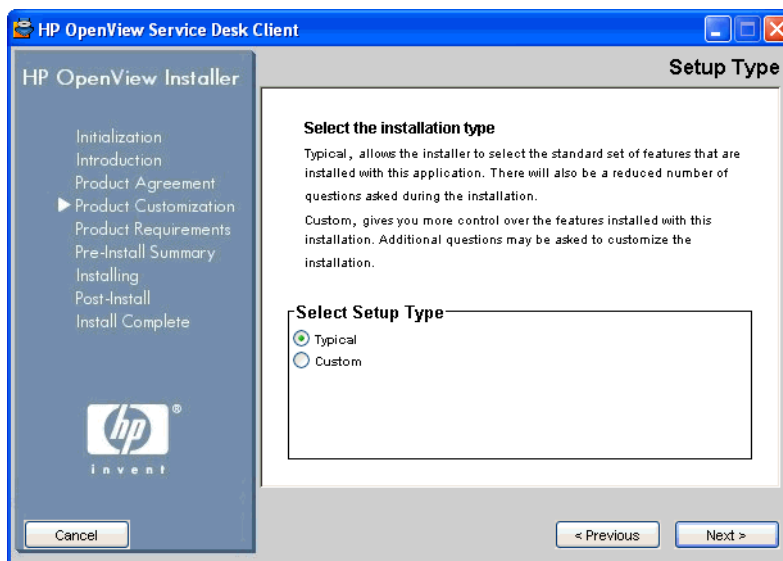 HP OpenView Service Desk Client
HP OpenView Installer
Setup Type
Initialization
Introduction
Product Agreement
Product Customization
Product Requirements
Pre-Install Summary
Installing
Post-Install
Install Complete
hp
®
invent
Select the installation type
Typical, allows the installer to select the standard set of features that are
installed with this application. There will also be a reduced number of
questions asked during the installation.
Custom, gives you more control over the features installed with this
installation. Additional questions may be asked to customize the
installation.
Select Setup Type
Typical
Custom
Cancel
< Previous
Next >